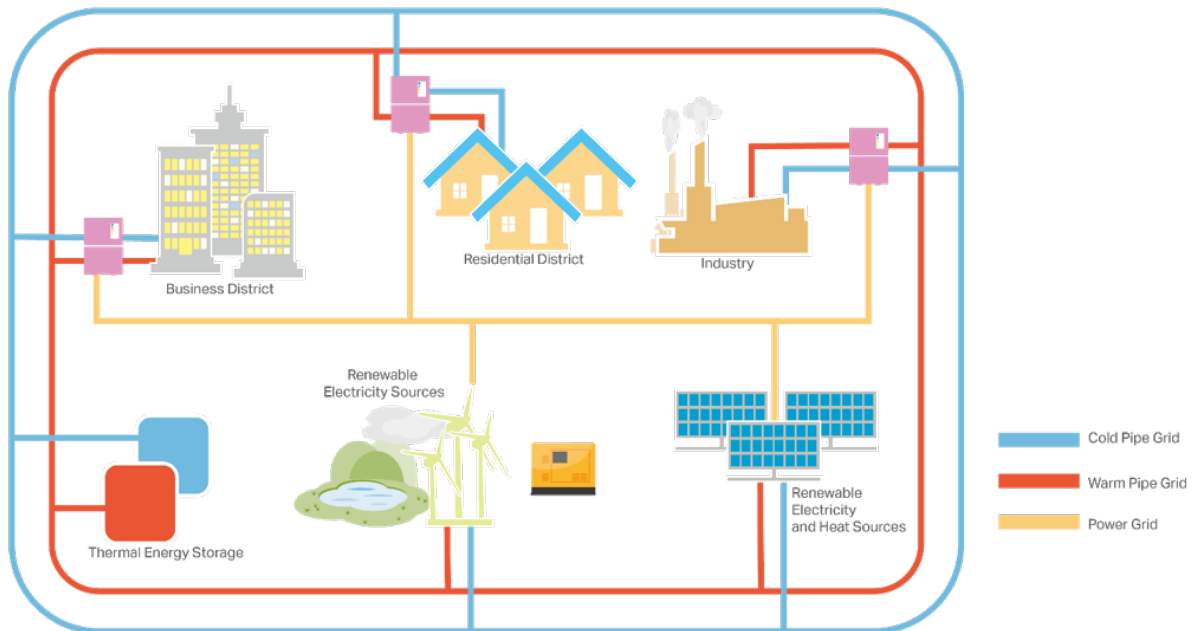 Residential District
Industry
Business District
Renewable
Electricity Sources
Cold Pipe Grid
Warm Pipe Grid
Renewable
Electricity
and Heat Sources
Power Grid
Thermal Energy Storage